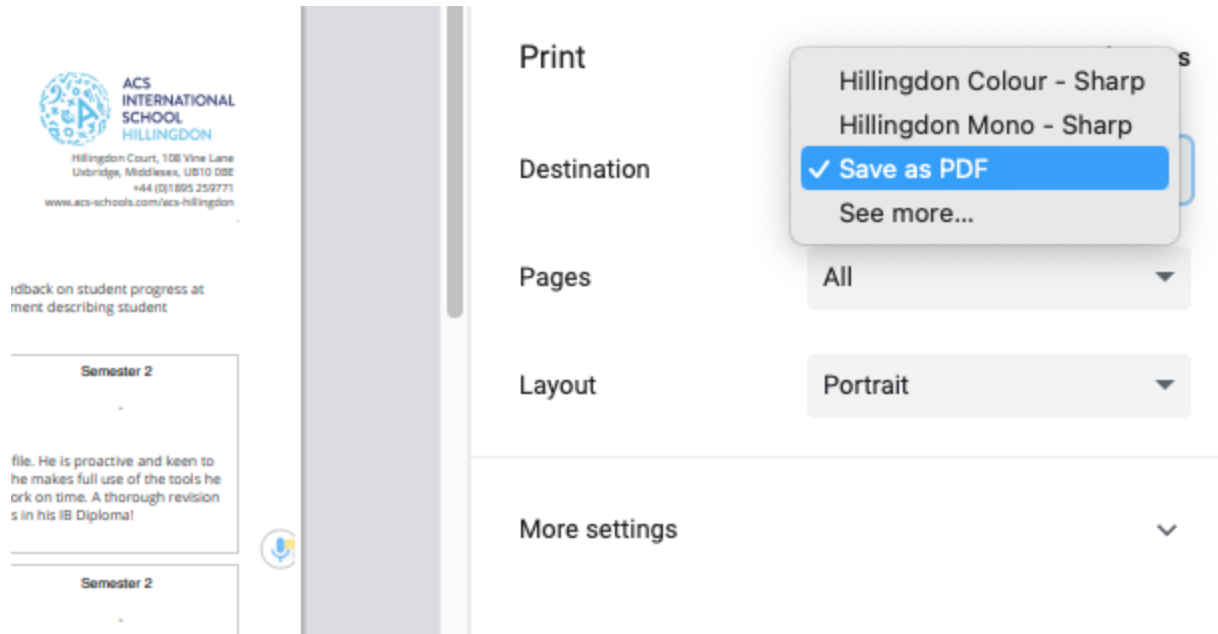 ACS
INTERNATIONAL
SCHOOL
HILLINGDON
Hillingdon Court, 108 Vine Lane
Uxbridge, Middlesex, UB10 0BE
+44 (0)1895 259771
www.acs-schools.com/acs-hillingdon
edback on student progress at
ment describing student
Semester 2
-
file. He is proactive and keen to
he makes full use of the tools he
ork on time. A thorough revision
s in his IB Diploma!
Semester 2
-
Print
s
Hillingdon Colour - Sharp
Hillingdon Mono - Sharp
Destination
✓ Save as PDF
See more...
Pages
All
Layout
Portrait
More settings